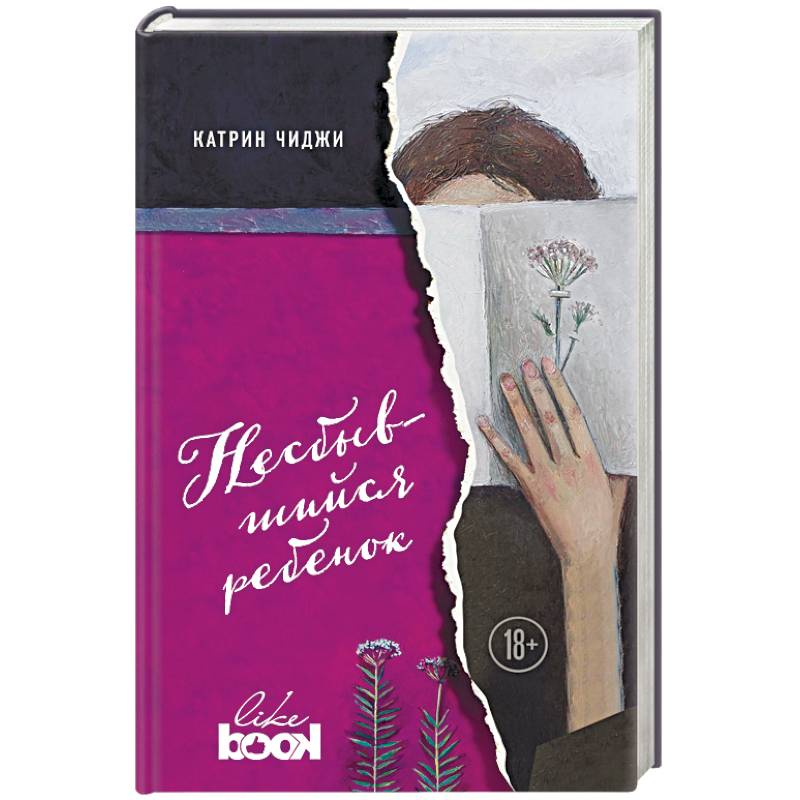 КАТРИН ЧИДЖИ
Несбыв-
шийся
ребенок
18+
like
book